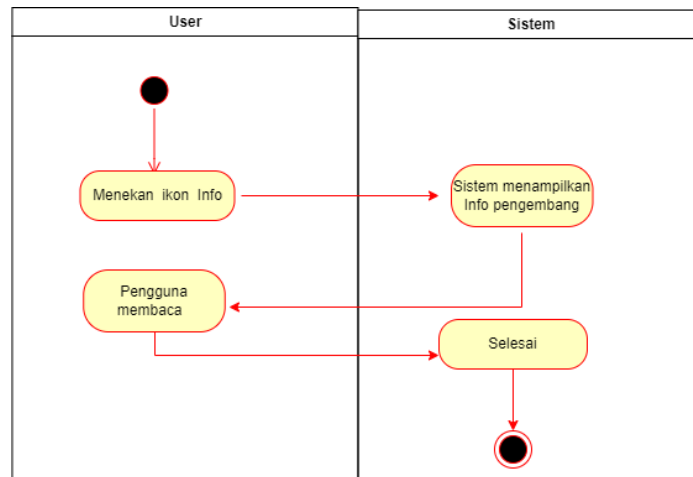 User
Sistem
Menekan ikon Info
Sistem menampilkan
Info pengembang
Pengguna
membaca
Selesai